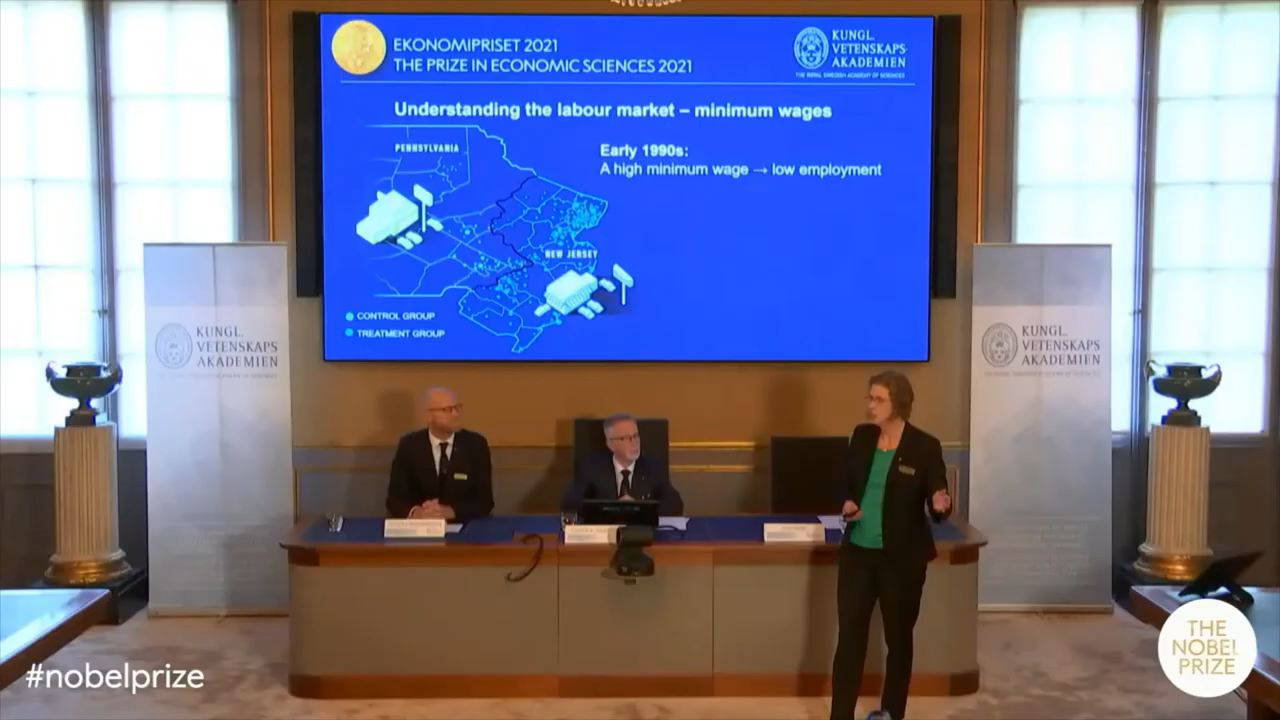 EKONOMIPRISET 2021
THE PRIZE IN ECONOMIC SCIENCES 2021
KUNGL.
VETENSKAPS-
AKADEMIEN
THE ROYAL SWEDISH ACADEMY OF SCIENCES
Understanding the labour market – minimum wages
PENNSYLVANIA
Early 1990s:
A high minimum wage → low employment
NEW JERSEY
CONTROL GROUP
TREATMENT GROUP
KUNGL.
VETENSKAPS
AKADEMIEN
KUNGL.
VETENSKAPS
AKADEMIEN
#nobelprize
THE
NOBEL
PRIZE